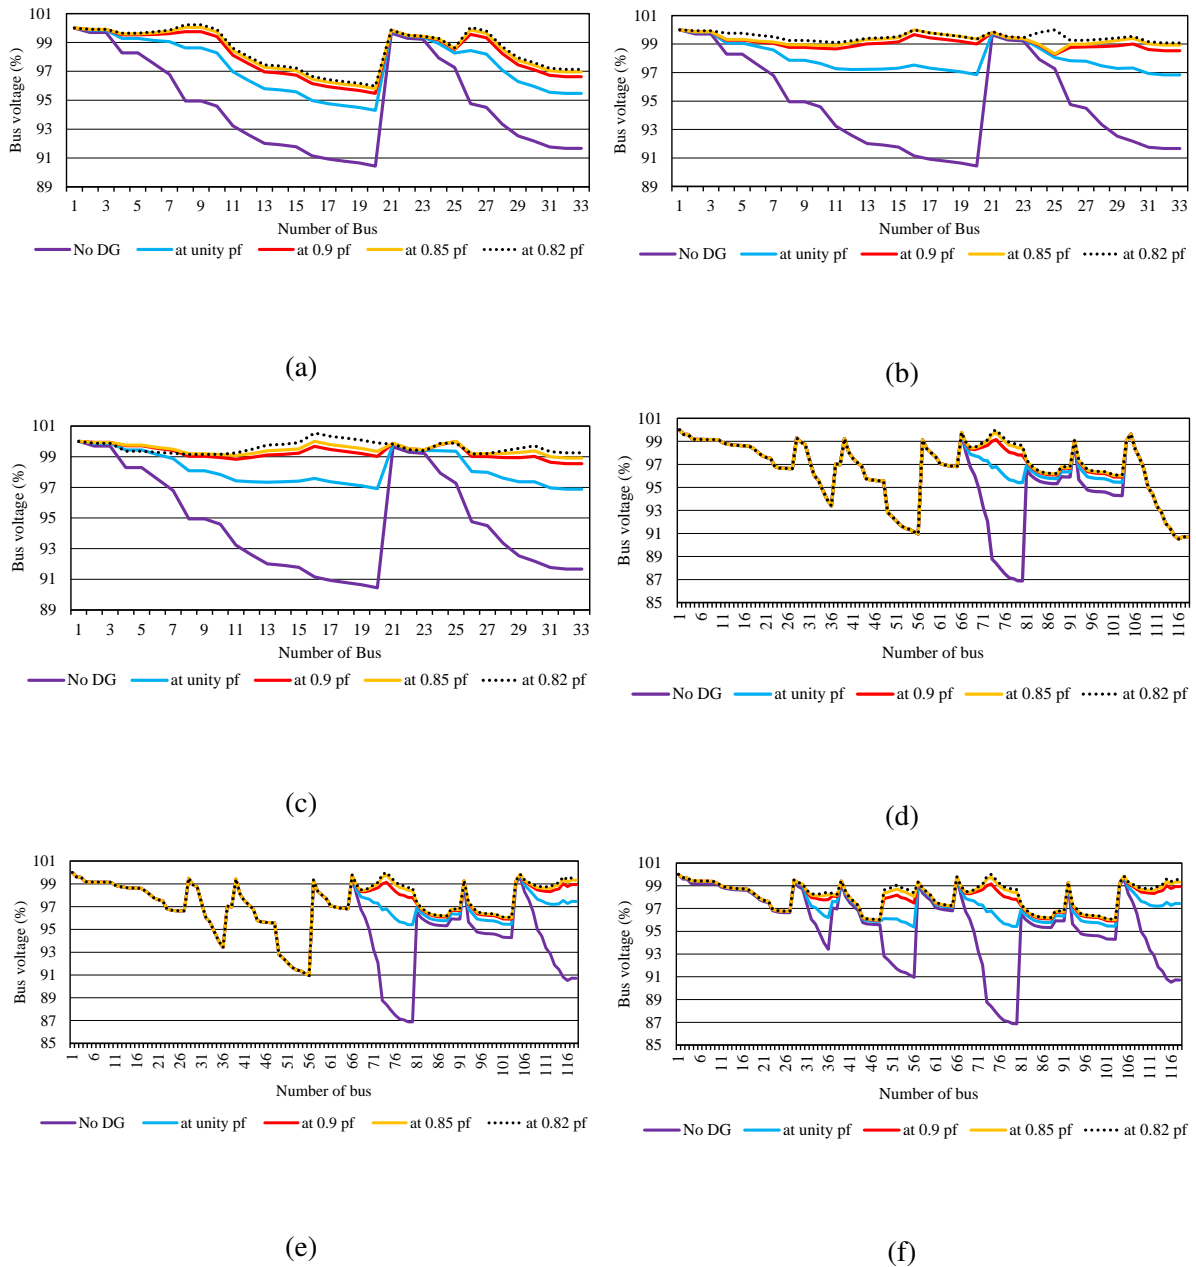 101
99
97
95
93
91
89
Bus voltage (%)
1 3 5 7 9 11 13 15 17 19 21 23 25 27 29 31 33
Number of Bus
No DG at unity pf at 0.9 pf at 0.85 pf at 0.82 pf
(a)
101
99
97
95
93
91
89
Bus voltage (%)
1 3 5 7 9 11 13 15 17 19 21 23 25 27 29 31 33
Number of Bus
No DG at unity pf at 0.9 pf at 0.85 pf at 0.82 pf
(b)
101
99
97
95
93
91
89
Bus voltage (%)
1 3 5 7 9 11 13 15 17 19 21 23 25 27 29 31 33
Number of Bus
No DG at unity pf at 0.9 pf at 0.85 pf at 0.82 pf
(c)
101
99
97
95
93
91
89
87
85
Bus voltage (%)
1 6 11 16 21 26 31 36 41 46 51 56 61 66 71 76 81 86 91 96 101 106 111 116
Number of bus
No DG at unity pf at 0.9 pf at 0.85 pf at 0.82 pf
(d)
101
99
97
95
93
91
89
87
85
Bus voltage (%)
1 6 11 16 21 26 31 36 41 46 51 56 61 66 71 76 81 86 91 96 101 106 111 116
Number of bus
No DG at unity pf at 0.9 pf at 0.85 pf at 0.82 pf
(e)
101
99
97
95
93
91
89
87
85
Bus voltage (%)
1 6 11 16 21 26 31 36 41 46 51 56 61 66 71 76 81 86 91 96 101 106 111 116
Number of bus
No DG at unity pf at 0.9 pf at 0.85 pf at 0.82 pf
(f)